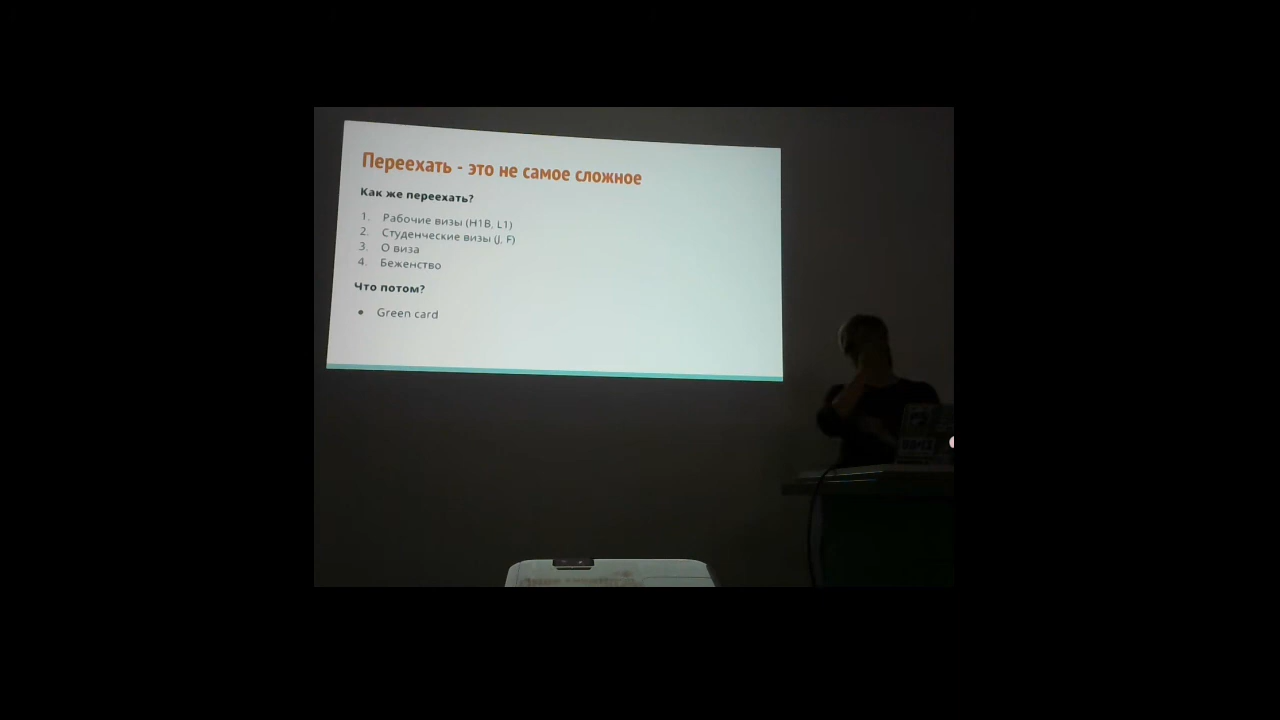 Переехать - это не самое сложное
Как же переехать?
1. Рабочие визы (H1B, L1)
2. Студенческие визы (J, F)
3. О виза
4. Беженство
Что потом?
● Green card